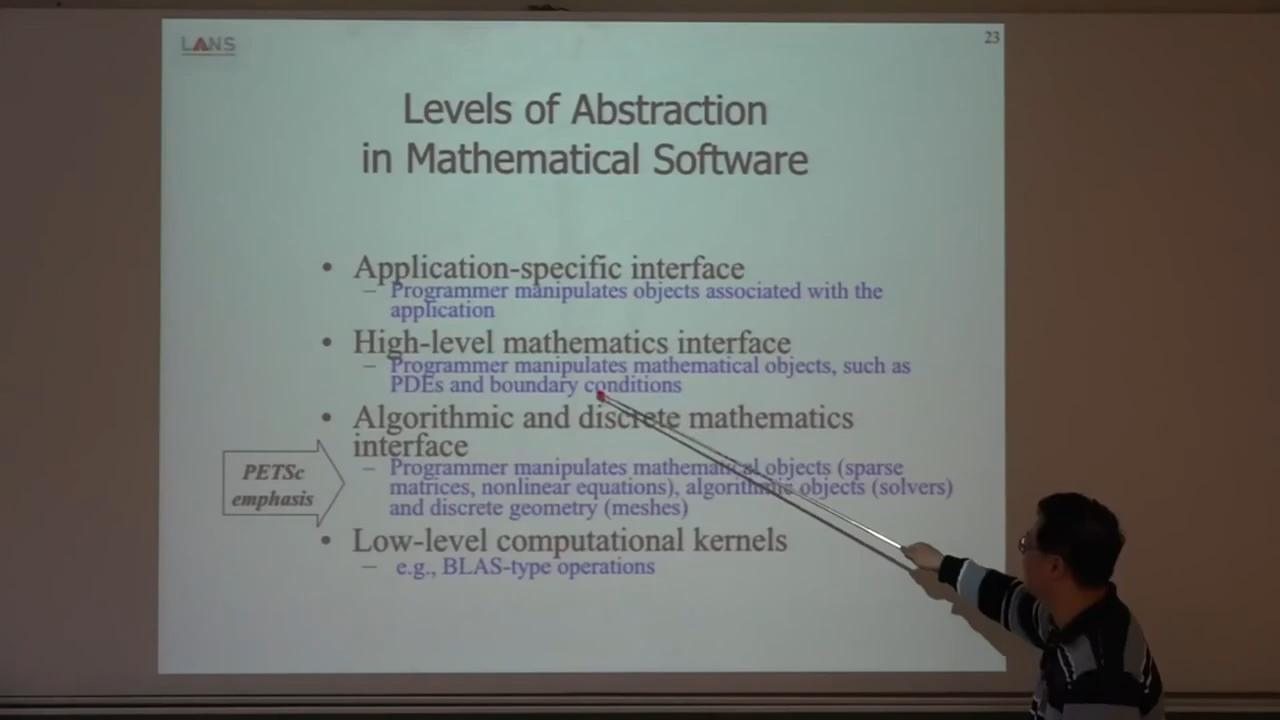 LANS
23
Levels of Abstraction
in Mathematical Software
• Application-specific interface
– Programmer manipulates objects associated with the
application
• High-level mathematics interface
– Programmer manipulates mathematical objects, such as
PDEs and boundary conditions
• Algorithmic and discrete mathematics
interface
PETSc
emphasis
– Programmer manipulates mathematical objects (sparse
matrices, nonlinear equations), algorithmic objects (solvers)
and discrete geometry (meshes)
• Low-level computational kernels
– e.g., BLAS-type operations